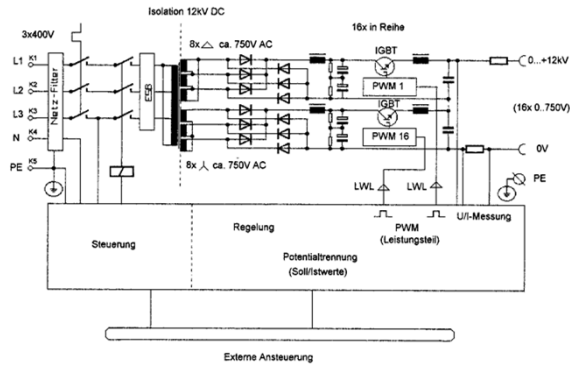 Isolation 12kV DC
3x400V
8x △ ca. 750V AC
16x in Reihe
IGBT
L1 K1
0...+12kV
Netz-Filter
ESB
L2 K2
PWM 1
IGBT
(16x 0..750V)
L3 K3
PWM 16
N K4
0V
PE K5
8x ⅄ ca. 750V AC
LWL
LWL
PE
U/I-Messung
Steuerung
Regelung
PWM
(Leistungsteil)
Potentialtrennung
(Soll/Istwerte)
Externe Ansteuerung